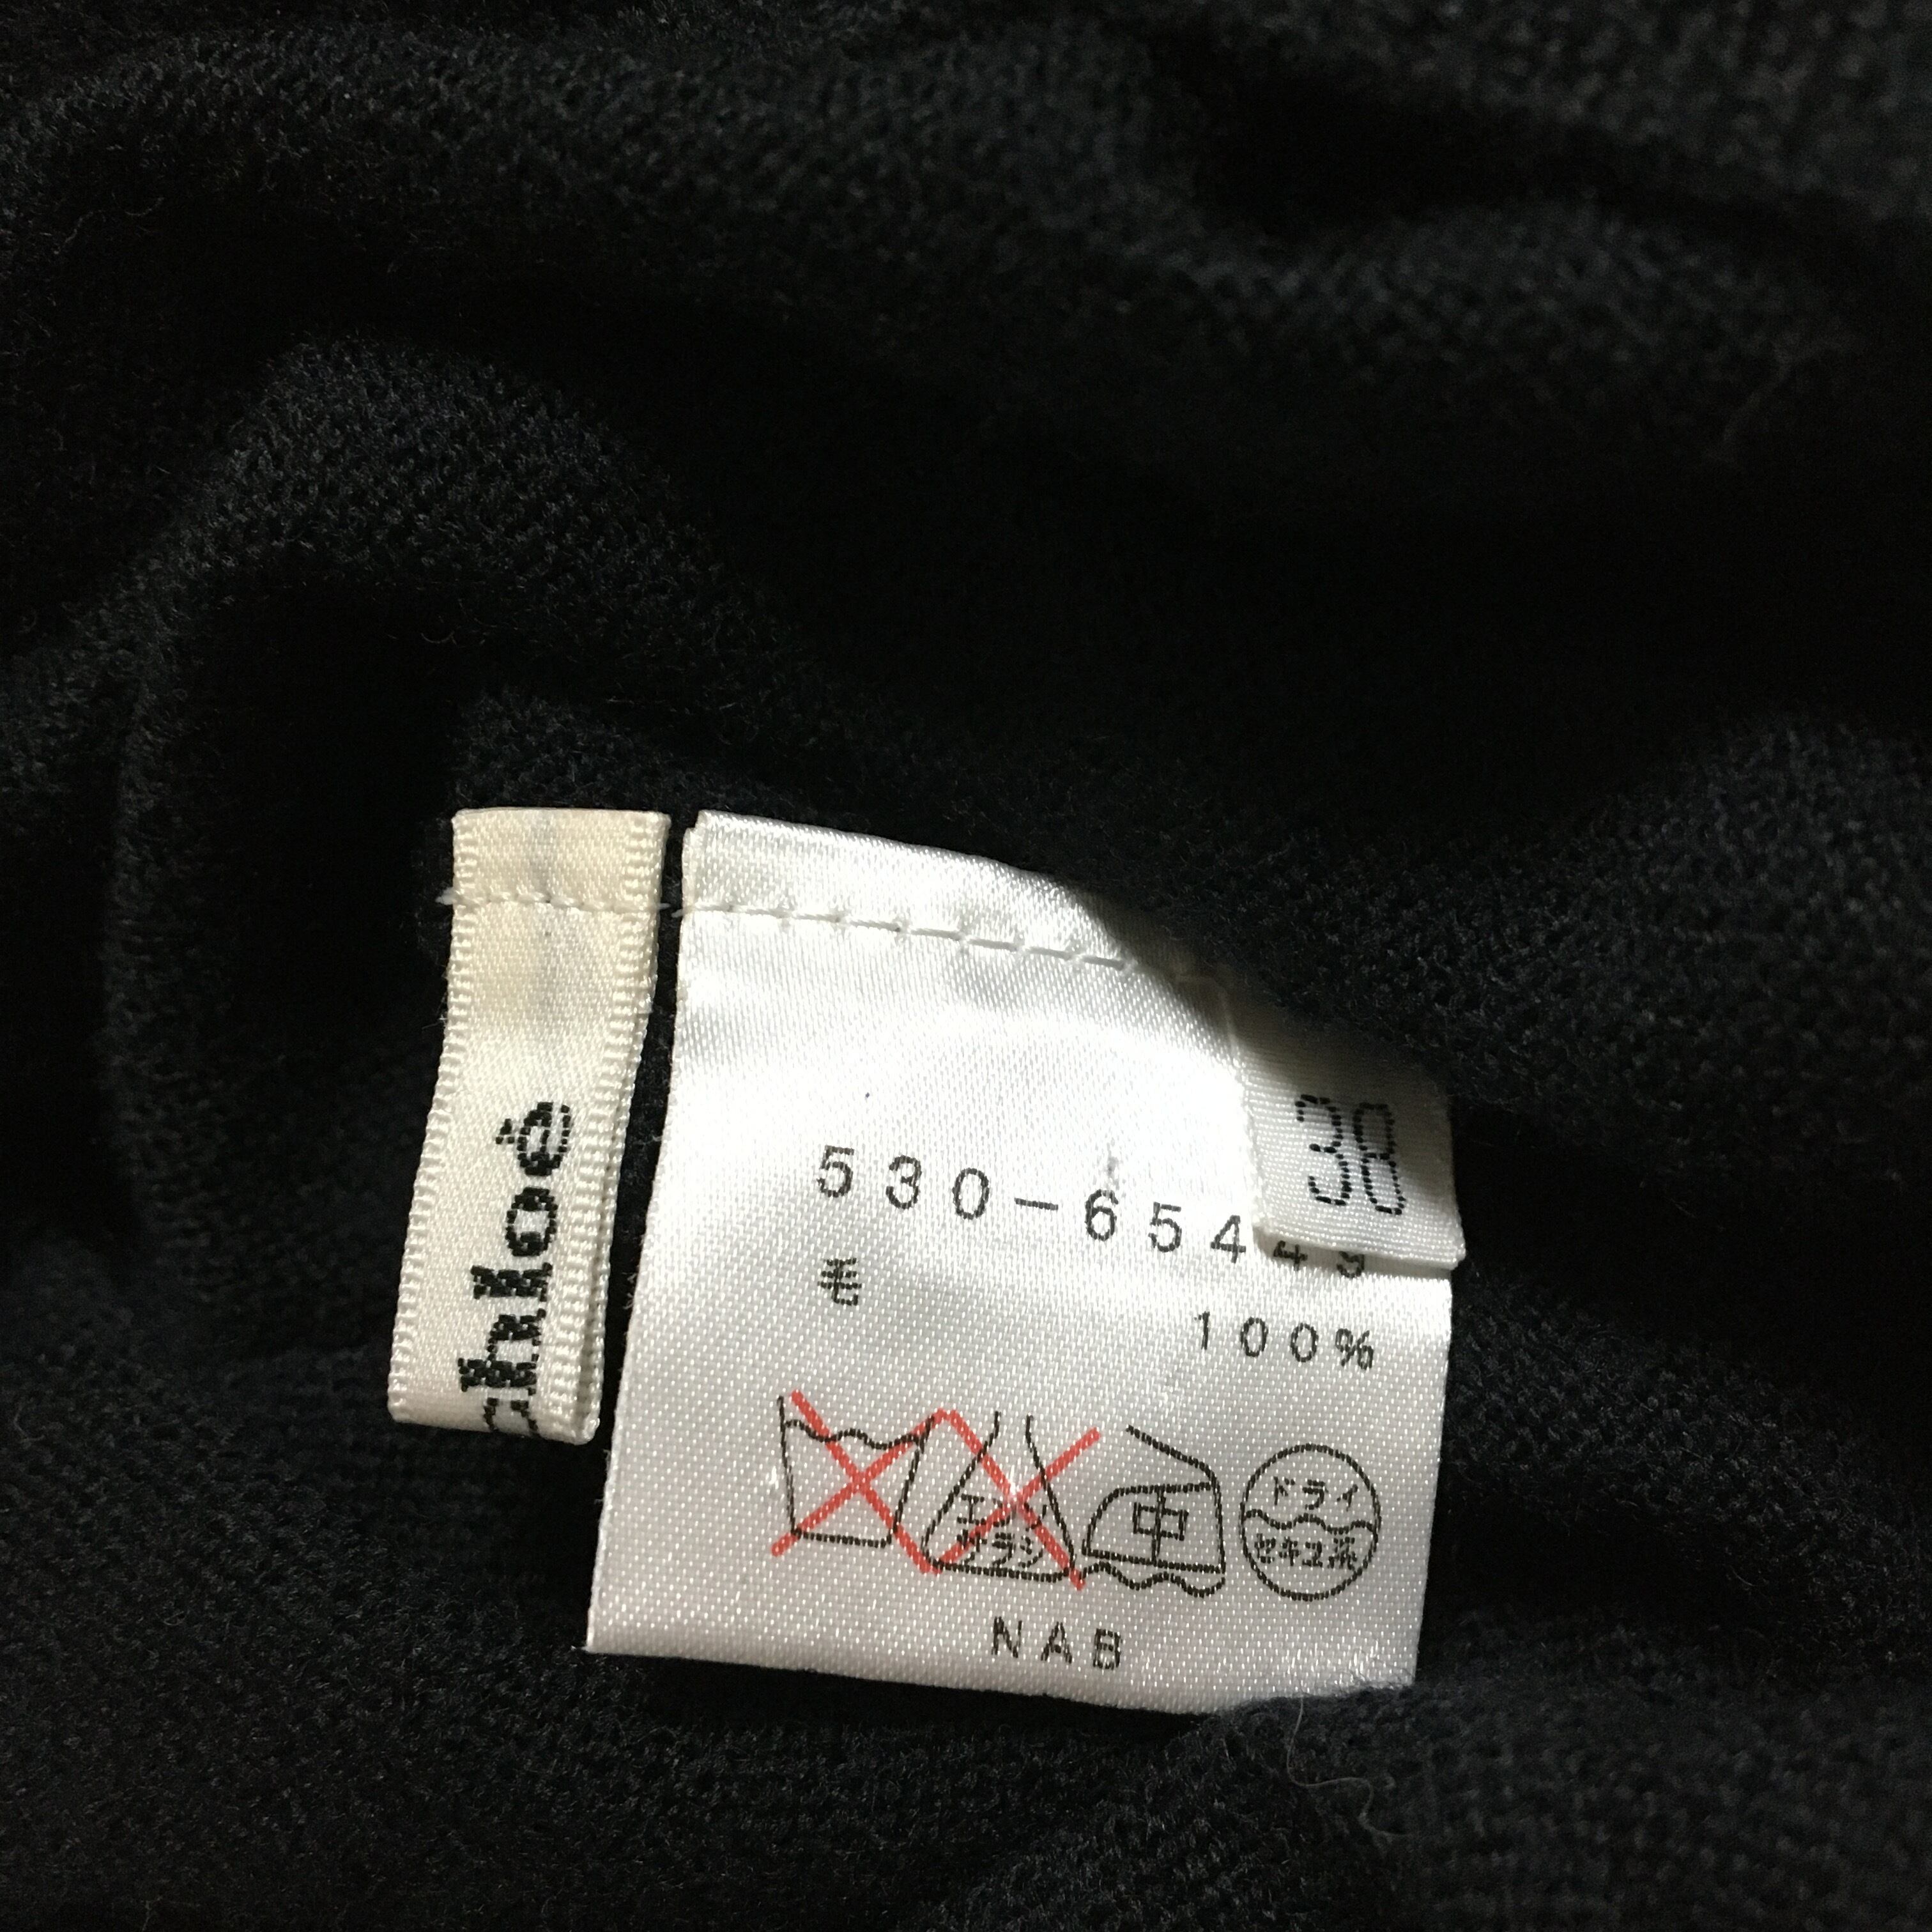 chloé
38
530-65449
毛
100%
エンソ
サラシ
中
ドライ
セキユ系
NAB